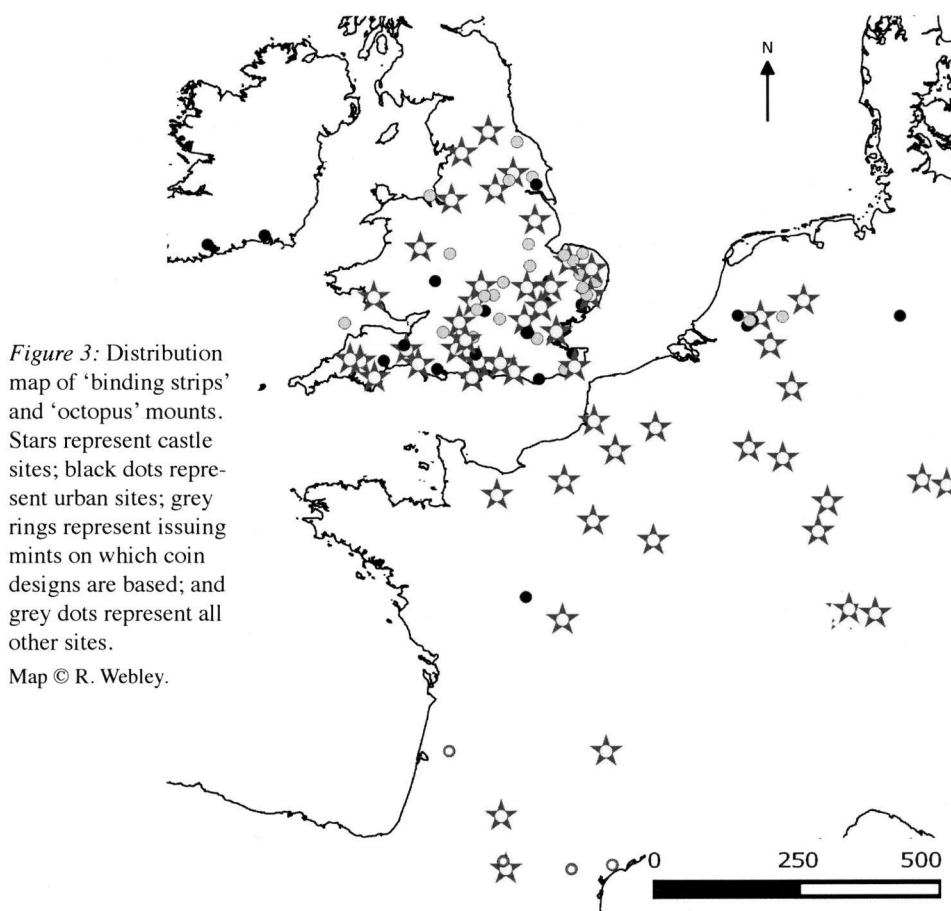 N
Figure 3: Distribution
map of ‘binding strips’
and ‘octopus’ mounts.
Stars represent castle
sites; black dots repre-
sent urban sites; grey
rings represent issuing
mints on which coin
designs are based; and
grey dots represent all
other sites.
Map © R. Webley.
0 250 500